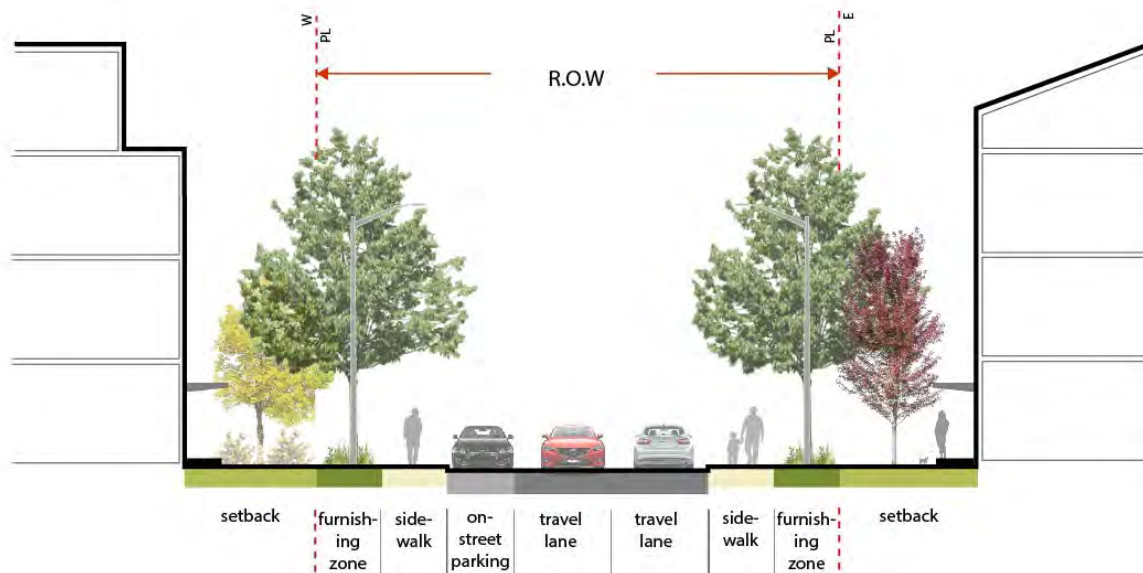 W
PL
PL
E
R.O.W
setback
furnish-
ing
zone
side-
walk
on-
street
parking
travel
lane
travel
lane
side-
walk
furnish-
ing
zone
setback